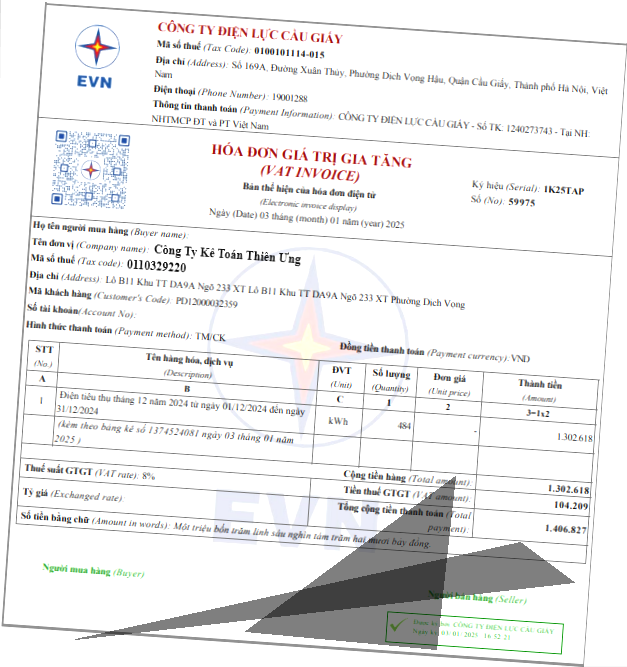 CÔNG TY ĐIỆN LỰC CẦU GIẤY
Mã số thuế (Tax Code): 0100101114-015
Địa chỉ (Address): Số 169A, Đường Xuân Thủy, Phường Dịch Vọng Hậu, Quận Cầu Giấy, Thành phố Hà Nội, Việt
Nam
Điện thoại (Phone Number): 19001288
Thông tin thanh toán (Payment Information): CÔNG TY ĐIỆN LỰC CẦU GIẤY - Số TK: 1240273743 - Tại NH:
NHTMCP ĐT và PT Việt Nam
EVN
HÓA ĐƠN GIÁ TRỊ GIA TĂNG
(VAT INVOICE)
Bản thể hiện của hóa đơn điện tử
(Electronic invoice display)
Ngày (Date) 03 tháng (month) 01 năm (year) 2025
Ký hiệu (Serial): 1K25TAP
Số (No): 59975
Họ tên người mua hàng (Buyer name):
Tên đơn vị (Company name): Công Ty Kế Toán Thiên Ưng
Mã số thuế (Tax code): 0110329220
Địa chỉ (Address): Lô B11 Khu TT DA9A Ngõ 233 XT Lô B11 Khu TT DA9A Ngõ 233 XT Phường Dịch Vọng
Mã khách hàng (Customer's Code): PD12000032359
Số tài khoản(Account No):
Hình thức thanh toán (Payment method): TM/CK
Đồng tiền thanh toán (Payment currency): VND
STT (No.) Tên hàng hóa, dịch vụ (Description) ĐVT (Unit) Số lượng (Quantity) Đơn giá (Unit price) Thành tiền (Amount)
A B C 1 2 3=1x2
1 Điện tiêu thụ tháng 12 năm 2024 từ ngày 01/12/2024 đến ngày
31/12/2024
kWh 484 - 1.302.618
(kèm theo bảng kê số 1374524081 ngày 03 tháng 01 năm
2025 )
Cộng tiền hàng (Total amount): 1.302.618
Thuế suất GTGT (VAT rate): 8%
Tiền thuế GTGT (VAT amount): 104.209
Tỷ giá (Exchanged rate):
Tổng cộng tiền thanh toán (Total
payment): 1.406.827
Số tiền bằng chữ (Amount in words): Một triệu bốn trăm linh sáu nghìn tám trăm hai mươi bảy đồng.
EVN
Người mua hàng (Buyer)
Người bán hàng (Seller)
Được ký bởi: CÔNG TY ĐIỆN LỰC CẦU GIẤY
Ngày ký: 03/01/2025 16:52:21